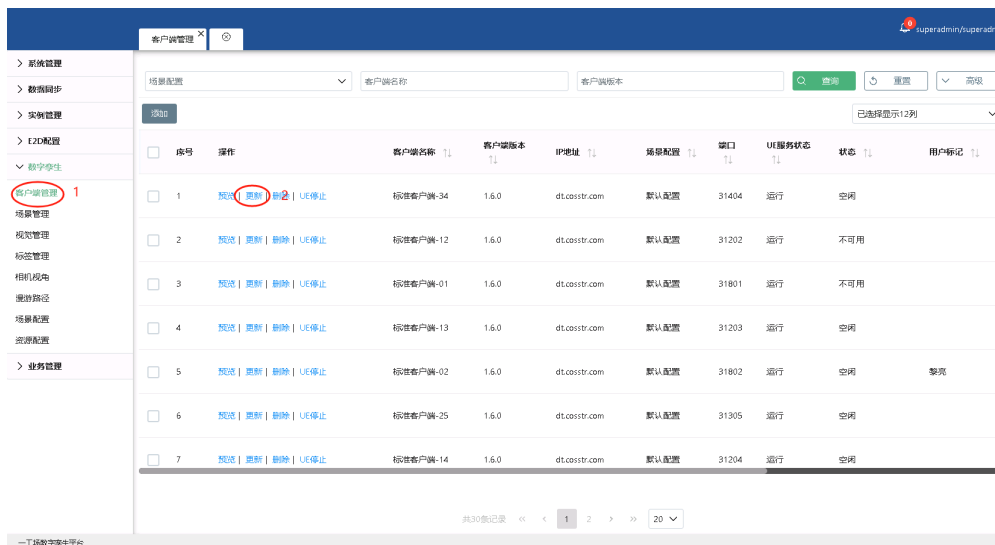 客户端管理 X
0
superadmin/superadm
系统管理
数据同步
实例管理
E2D配置
数字孪生
客户端管理 1
场景管理
视觉管理
标签管理
相机视角
漫游路径
场景配置
资源配置
业务管理
场景配置 客户端名称 客户端版本 查询 重置 高级
添加 已选择显示12列
序号 操作 客户端名称 客户端版本 IP地址 场景配置 端口 UE服务状态 状态 用户标记
1 预览 | 更新 | 删除 | UE停止 标准客户端-34 1.6.0 dt.cosstr.com 默认配置 31404 运行 空闲
2
2 预览 | 更新 | 删除 | UE停止 标准客户端-12 1.6.0 dt.cosstr.com 默认配置 31202 运行 不可用
3 预览 | 更新 | 删除 | UE停止 标准客户端-01 1.6.0 dt.cosstr.com 默认配置 31801 运行 不可用
4 预览 | 更新 | 删除 | UE停止 标准客户端-13 1.6.0 dt.cosstr.com 默认配置 31203 运行 空闲
5 预览 | 更新 | 删除 | UE停止 标准客户端-02 1.6.0 dt.cosstr.com 默认配置 31802 运行 空闲 黎亮
6 预览 | 更新 | 删除 | UE停止 标准客户端-25 1.6.0 dt.cosstr.com 默认配置 31305 运行 空闲
7 预览 | 更新 | 删除 | UE停止 标准客户端-14 1.6.0 dt.cosstr.com 默认配置 31204 运行 空闲
共30条记录 1 2 20
一工场数字孪生平台